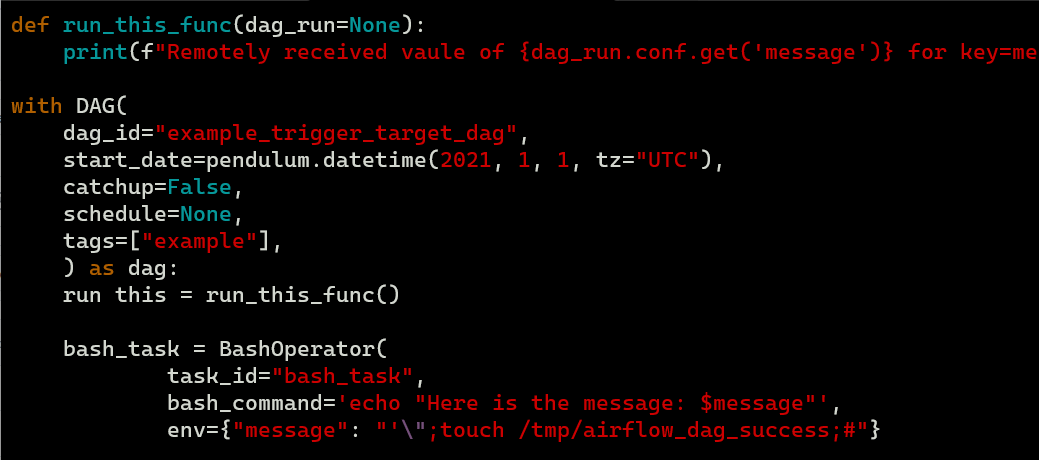 def run_this_func(dag_run=None):
    print(f"Remotely received vaule of {dag_run.conf.get('message')} for key=me

with DAG(
    dag_id="example_trigger_target_dag",
    start_date=pendulum.datetime(2021, 1, 1, tz="UTC"),
    catchup=False,
    schedule=None,
    tags=["example"],
    ) as dag:
    run this = run_this_func()

    bash_task = BashOperator(
            task_id="bash_task",
            bash_command='echo "Here is the message: $message"',
            env={"message": "'\";touch /tmp/airflow_dag_success;#"}